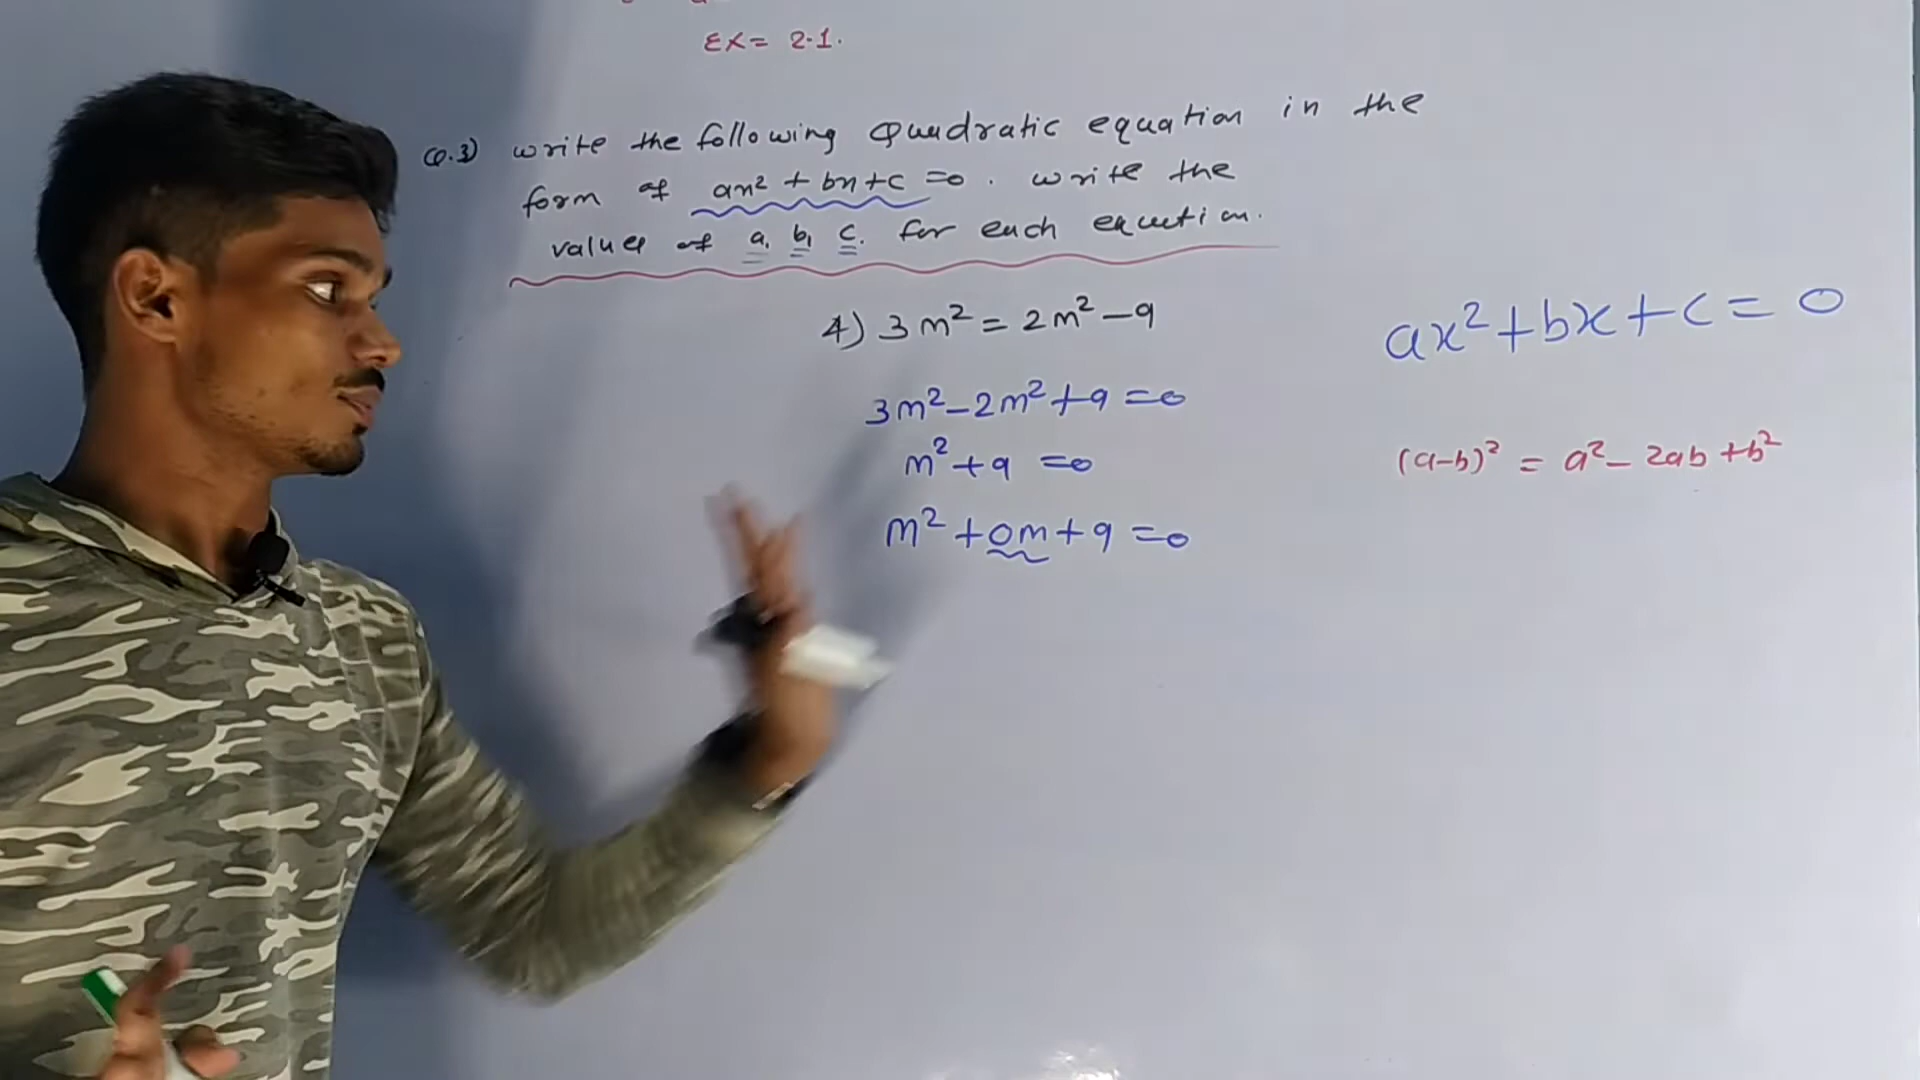 EX= 2.1.
Q.3) write the following Quadratic equation in the
form of ax² + bx + c = 0. write the
values of a, b, c. for each equation.
4) 3m² = 2m² - 9
ax² + bx + c = 0
3m² - 2m² + 9 = 0
m² + 9 = 0
(a-b)² = a² - 2ab + b²
m² + 0m + 9 = 0